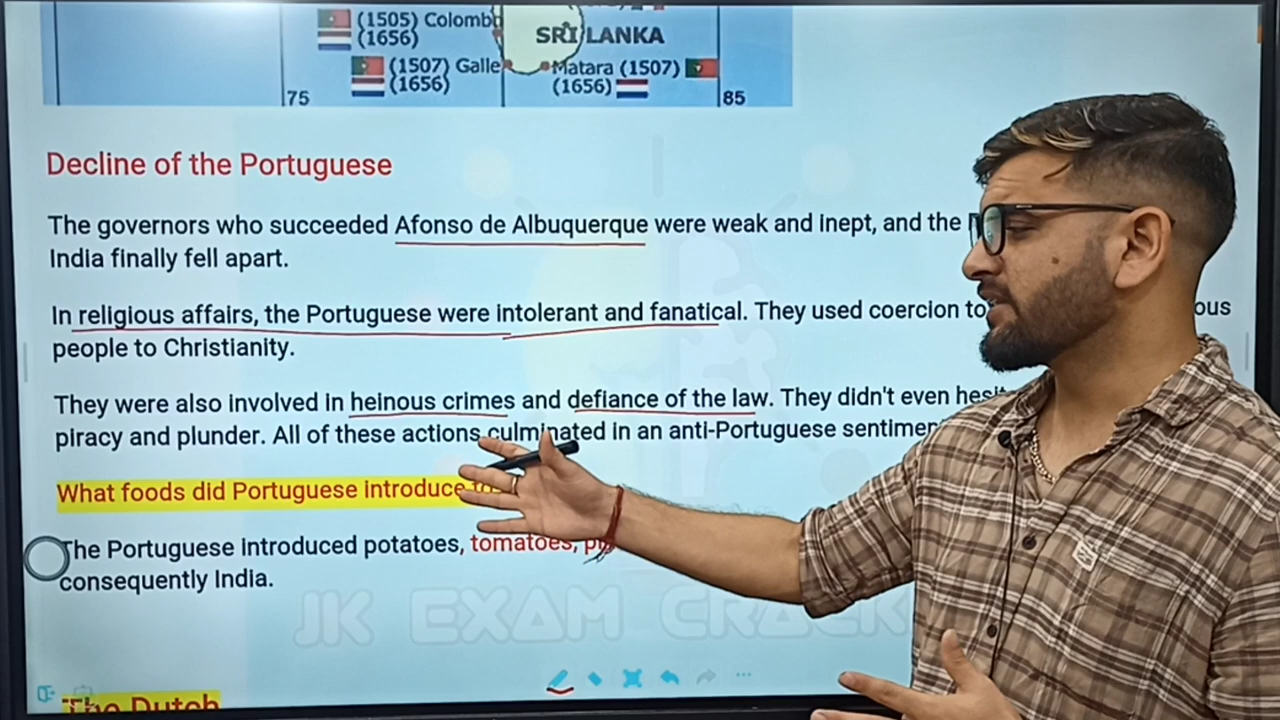 (1505) Colombo
(1656)
SRI LANKA
(1507) Galle
(1656)
Matara (1507)
(1656)
75
85
Decline of the Portuguese
The governors who succeeded Afonso de Albuquerque were weak and inept, and the
India finally fell apart.
In religious affairs, the Portuguese were intolerant and fanatical. They used coercion to
people to Christianity.
They were also involved in heinous crimes and defiance of the law. They didn't even
piracy and plunder. All of these actions culminated in an anti-Portuguese
What foods did Portuguese introduce
The Portuguese introduced potatoes, tomatoes,
consequently India.
JK EXAM
The Dutch